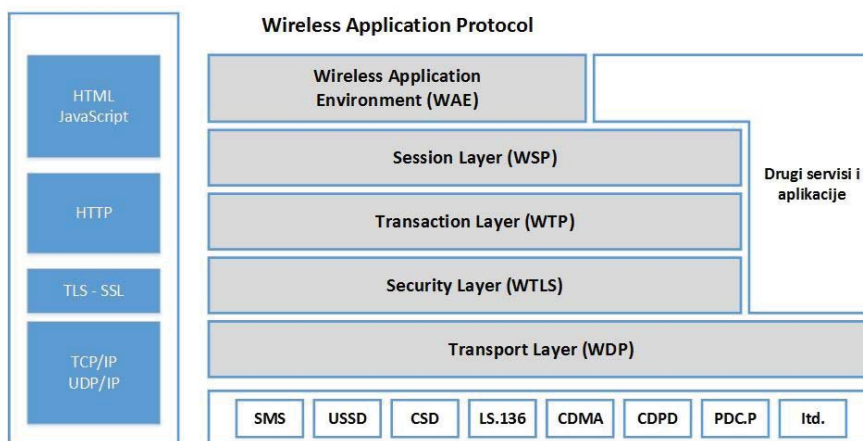 Wireless Application Protocol
HTML
JavaScript
HTTP
TLS - SSL
TCP/IP
UDP/IP
Wireless Application
Environment (WAE)
Session Layer (WSP)
Transaction Layer (WTP)
Security Layer (WTLS)
Transport Layer (WDP)
Drugi servisi i
aplikacije
SMS
USSD
CSD
LS.136
CDMA
CDPD
PDC.P
Itd.